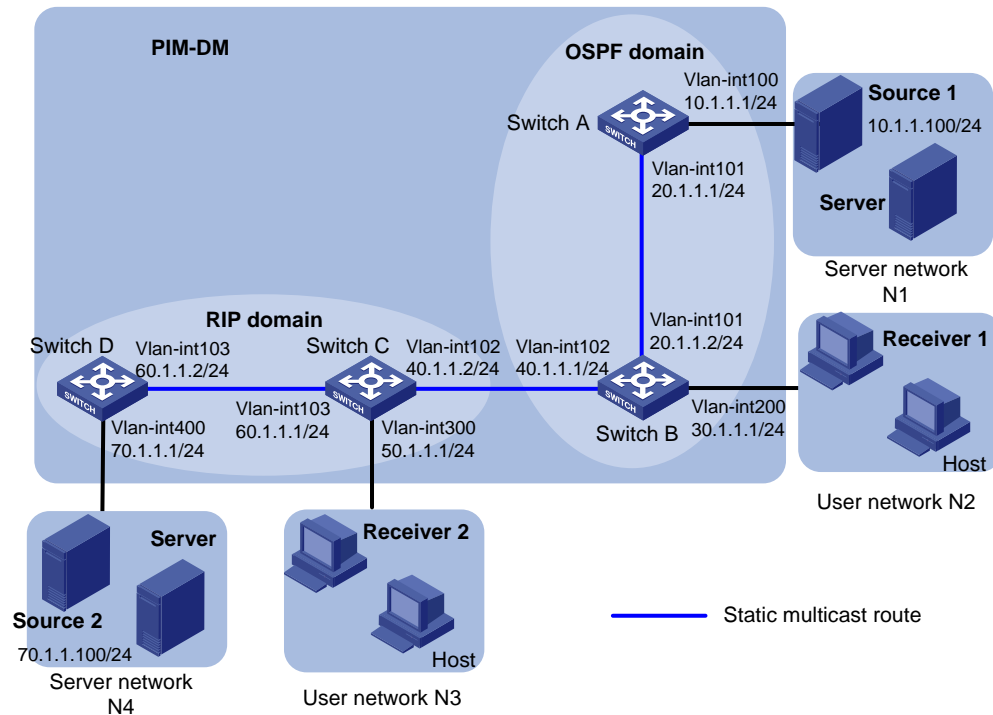 PIM-DM
OSPF domain
Vlan-int100
10.1.1.1/24
Source 1
10.1.1.100/24
Switch A
SWITCH
Vlan-int101
20.1.1.1/24
Server
Server network
N1
RIP domain
Vlan-int101
20.1.1.2/24
Receiver 1
Switch D
Vlan-int103
60.1.1.2/24
Switch C
Vlan-int102
40.1.1.2/24
Vlan-int102
40.1.1.1/24
SWITCH
SWITCH
SWITCH
Vlan-int400
70.1.1.1/24
Vlan-int103
60.1.1.1/24
Vlan-int300
50.1.1.1/24
Switch B
Vlan-int200
30.1.1.1/24
Host
User network N2
Server
Source 2
70.1.1.100/24
Receiver 2
Host
Static multicast route
Server network
N4
User network N3